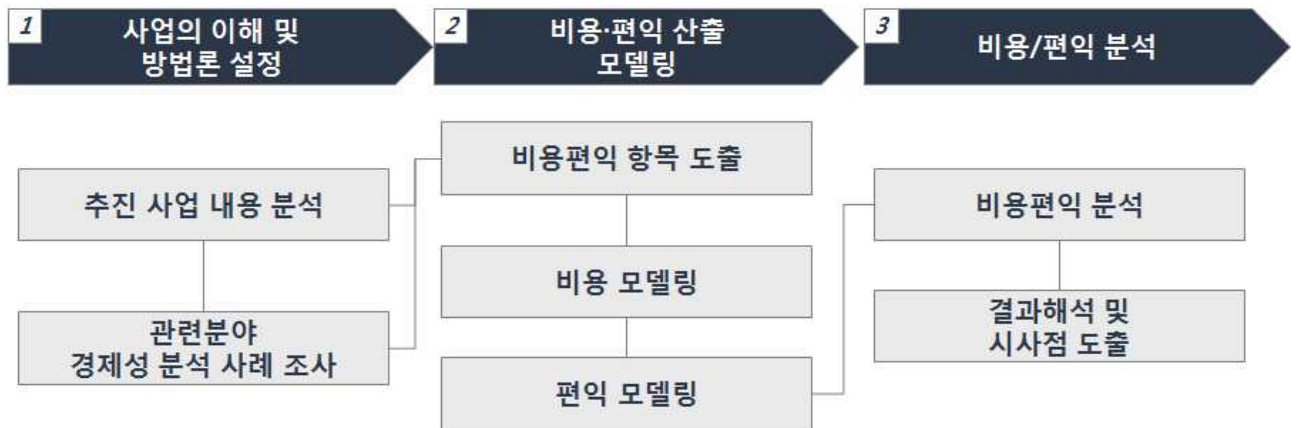 1
사업의 이해 및
방법론 설정
2
비용·편익 산출
모델링
3
비용/편익 분석
추진 사업 내용 분석
관련분야
경제성 분석 사례 조사
비용편익 항목 도출
비용 모델링
편익 모델링
비용편익 분석
결과해석 및
시사점 도출